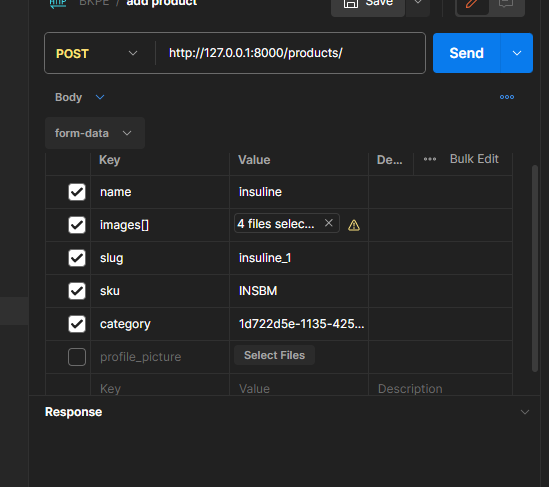 HTTP BKPE / add product Save
POST http://127.0.0.1:8000/products/ Send
Body
form-data
Key Value De... Bulk Edit
name insuline
images[] 4 files selec...
slug insuline_1
sku INSBM
category 1d722d5e-1135-425...
profile_picture Select Files
Key Value Description
Response